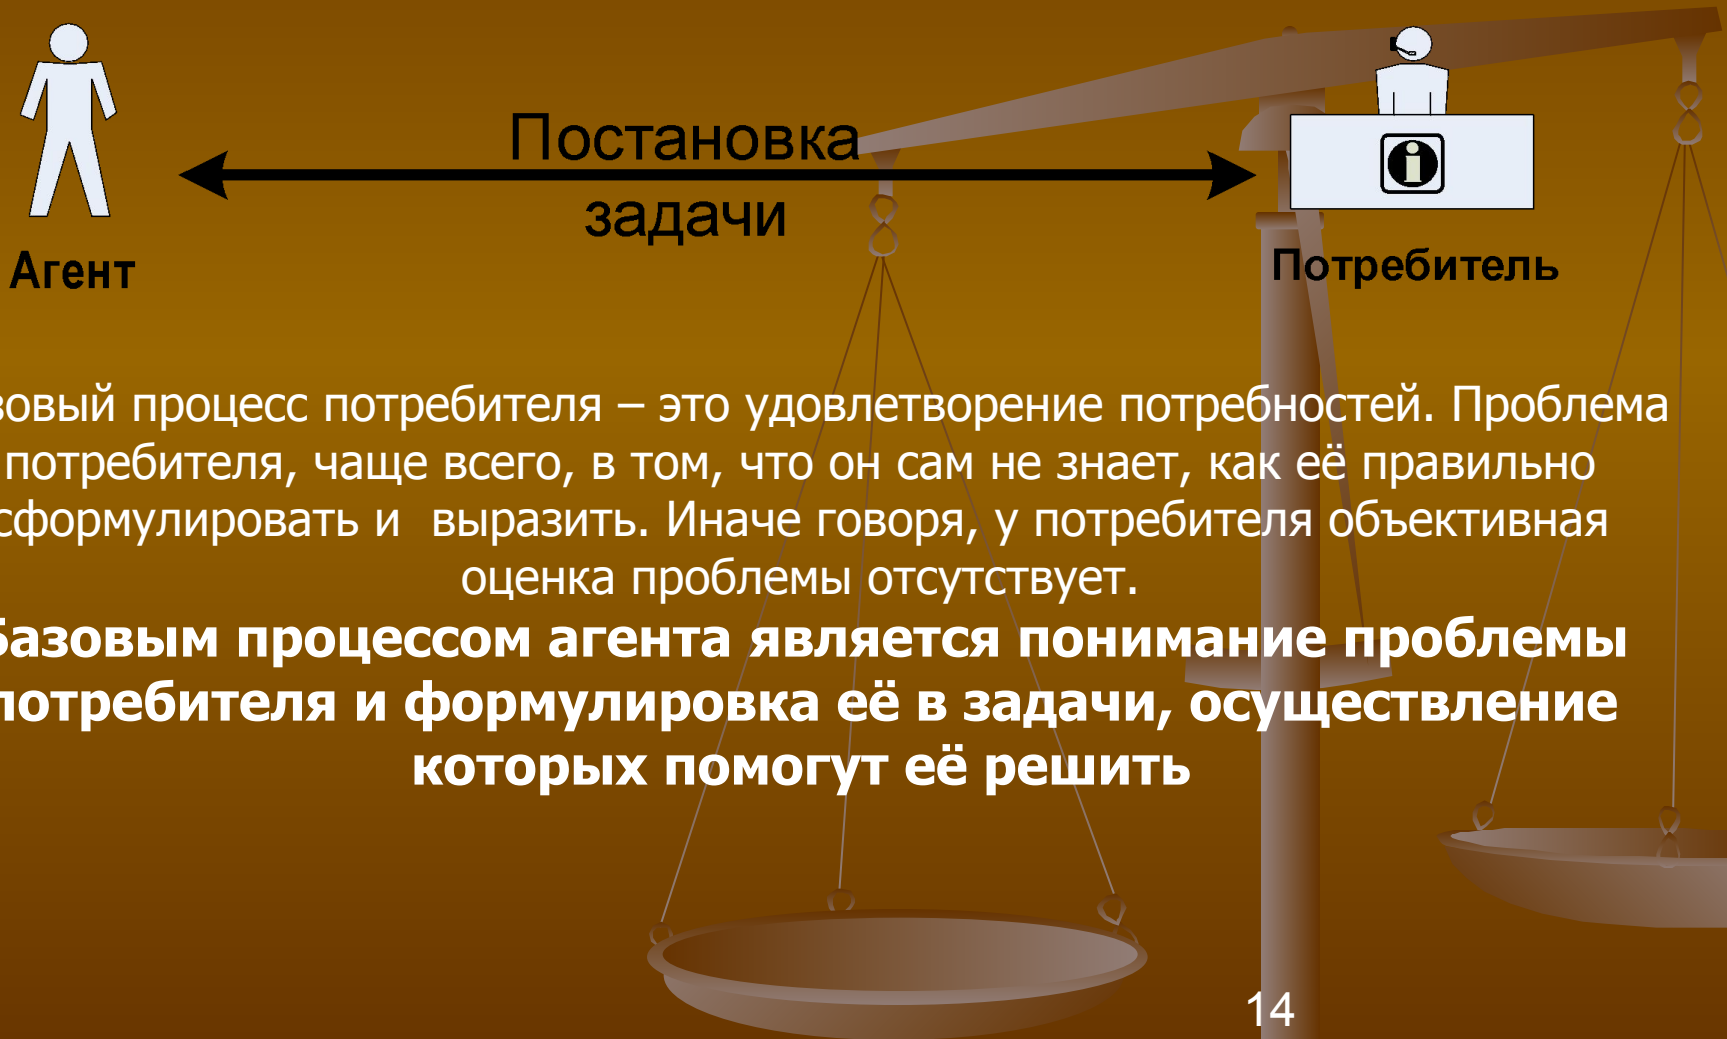 Постановка
задачи
Агент
Потребитель
зовый процесс потребителя – это удовлетворение потребностей. Проблема
потребителя, чаще всего, в том, что он сам не знает, как её правильно
сформулировать и выразить. Иначе говоря, у потребителя объективная
оценка проблемы отсутствует.
Базовым процессом агента является понимание проблемы
потребителя и формулировка её в задачи, осуществление
которых помогут её решить
14